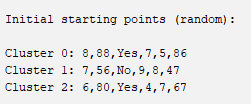 Initial starting points (random):
Cluster 0: 8,88,Yes,7,5,86
Cluster 1: 7,56,No,9,8,47
Cluster 2: 6,80,Yes,4,7,67